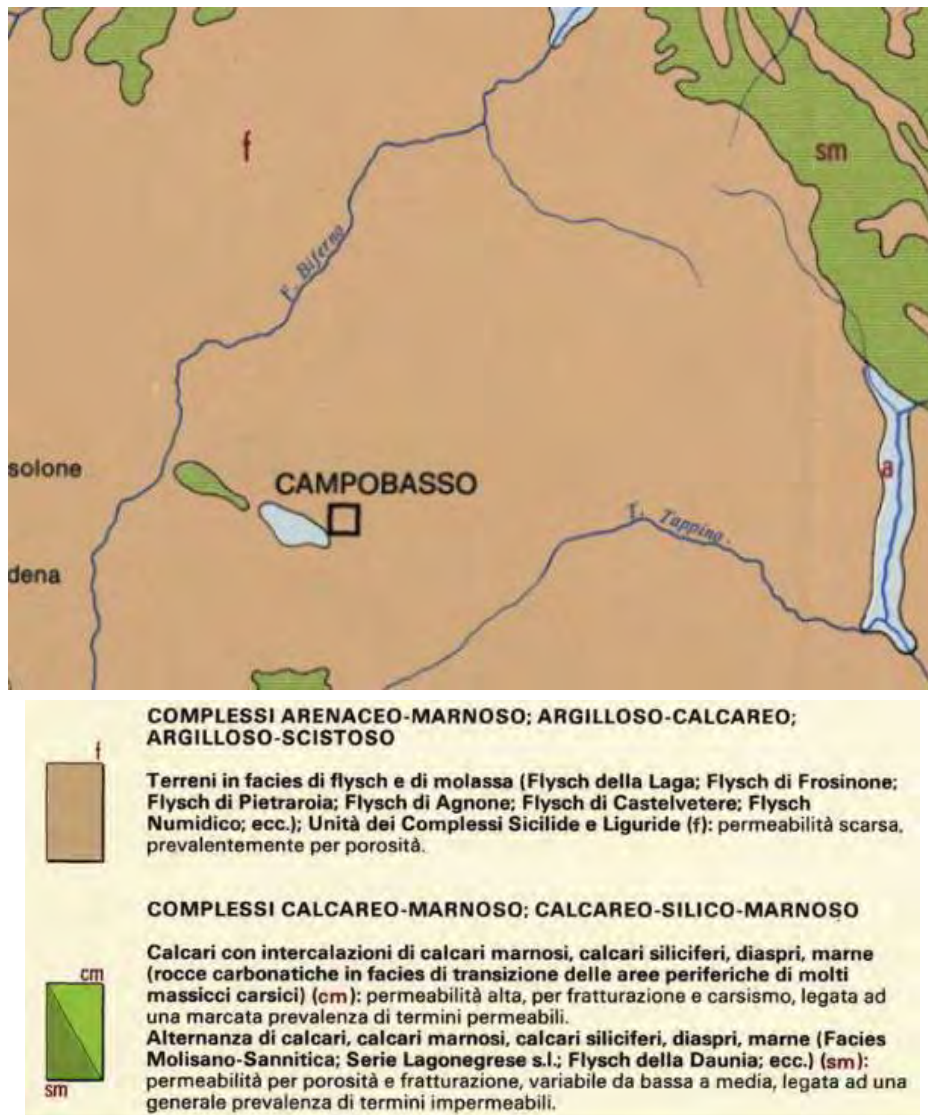 f
sm
F. Biferno
solone
CAMPOBASSO
a
F. Tappino.
dena
COMPLESSI ARENACEO-MARNOSO; ARGILLOSO-CALCAREO;
ARGILLOSO-SCISTOSO
f
Terreni in facies di flysch e di molassa (Flysch della Laga; Flysch di Frosinone;
Flysch di Pietraroia; Flysch di Agnone; Flysch di Castelvetere; Flysch
Numidico; ecc.); Unità dei Complessi Sicilide e Liguride (f): permeabilità scarsa,
prevalentemente per porosità.
COMPLESSI CALCAREO-MARNOSO; CALCAREO-SILICO-MARNOSO
Calcari con intercalazioni di calcari marnosi, calcari siliciferi, diaspri, marne
cm
(rocce carbonatiche in facies di transizione delle aree periferiche di molti
massicci carsici) (cm): permeabilità alta, per fratturazione e carsismo, legata ad
una marcata prevalenza di termini permeabili.
Alternanza di calcari, calcari marnosi, calcari siliciferi, diaspri, marne (Facies
Molisano-Sannitica; Serie Lagonegrese s.l.; Flysch della Daunia; ecc.) (sm):
sm
permeabilità per porosità e fratturazione, variabile da bassa a media, legata ad una
generale prevalenza di termini impermeabili.